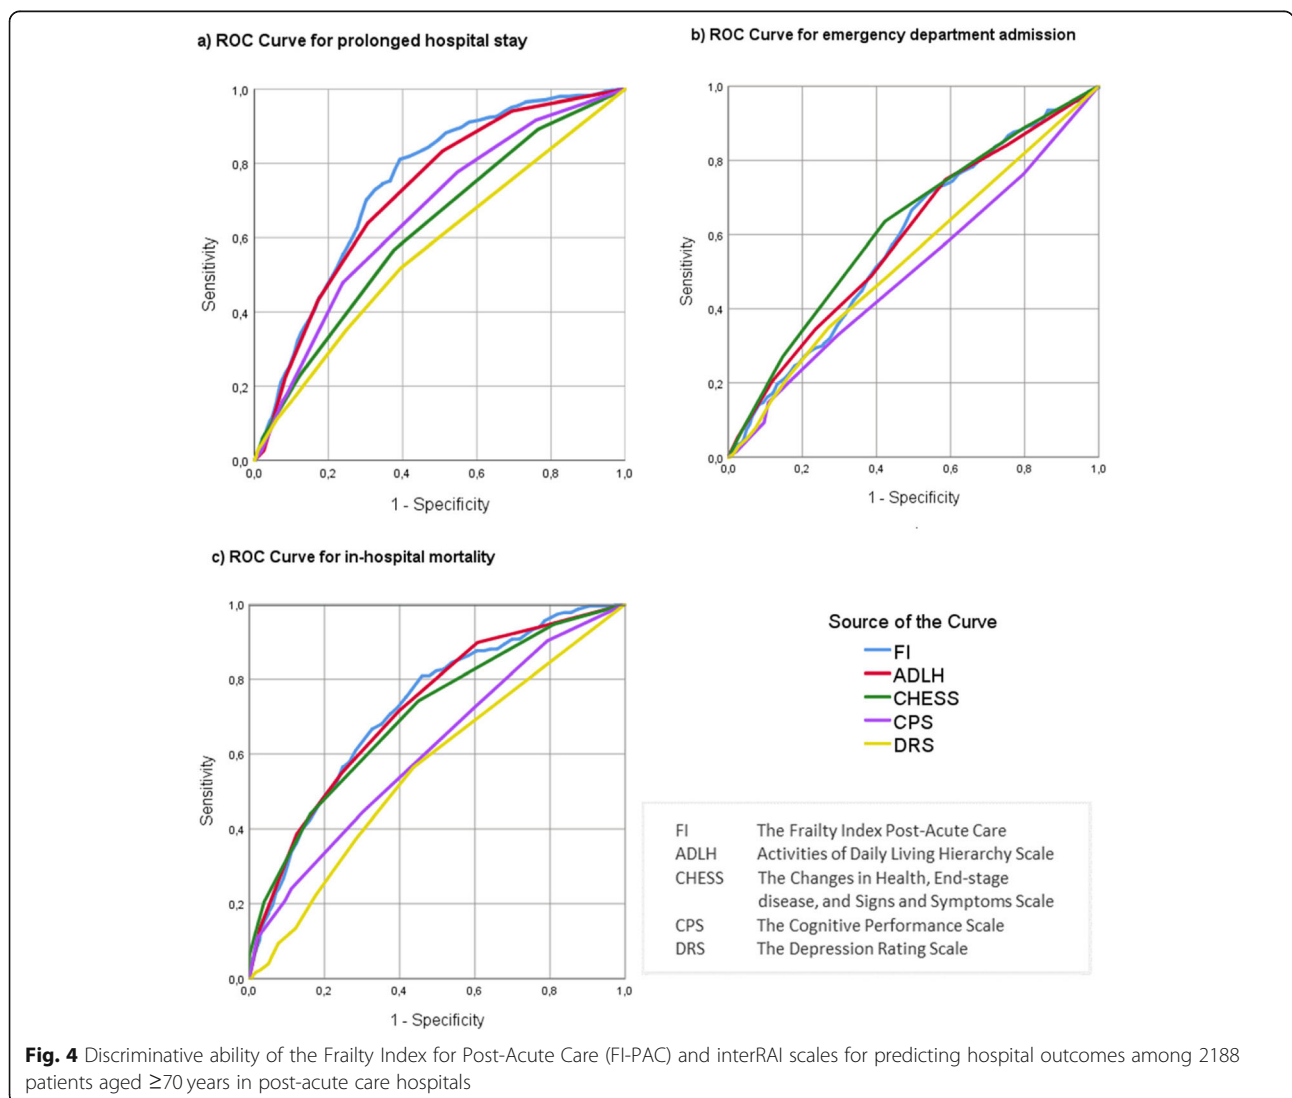 a) ROC Curve for prolonged hospital stay
1,0
0,8
0,6
0,4
0,2
0,0
Sensitivity
0,0 0,2 0,4 0,6 0,8 1,0
1 - Specificity
b) ROC Curve for emergency department admission
1,0
0,8
0,6
0,4
0,2
0,0
Sensitivity
0,0 0,2 0,4 0,6 0,8 1,0
1 - Specificity
c) ROC Curve for in-hospital mortality
1,0
0,8
0,6
0,4
0,2
0,0
Sensitivity
0,0 0,2 0,4 0,6 0,8 1,0
1 - Specificity
Source of the Curve
FI
ADLH
CHESS
CPS
DRS
FI The Frailty Index Post-Acute Care
ADLH Activities of Daily Living Hierarchy Scale
CHESS The Changes in Health, End-stage
disease, and Signs and Symptoms Scale
CPS The Cognitive Performance Scale
DRS The Depression Rating Scale
Fig. 4 Discriminative ability of the Frailty Index for Post-Acute Care (FI-PAC) and interRAI scales for predicting hospital outcomes among 2188
patients aged ≥70 years in post-acute care hospitals